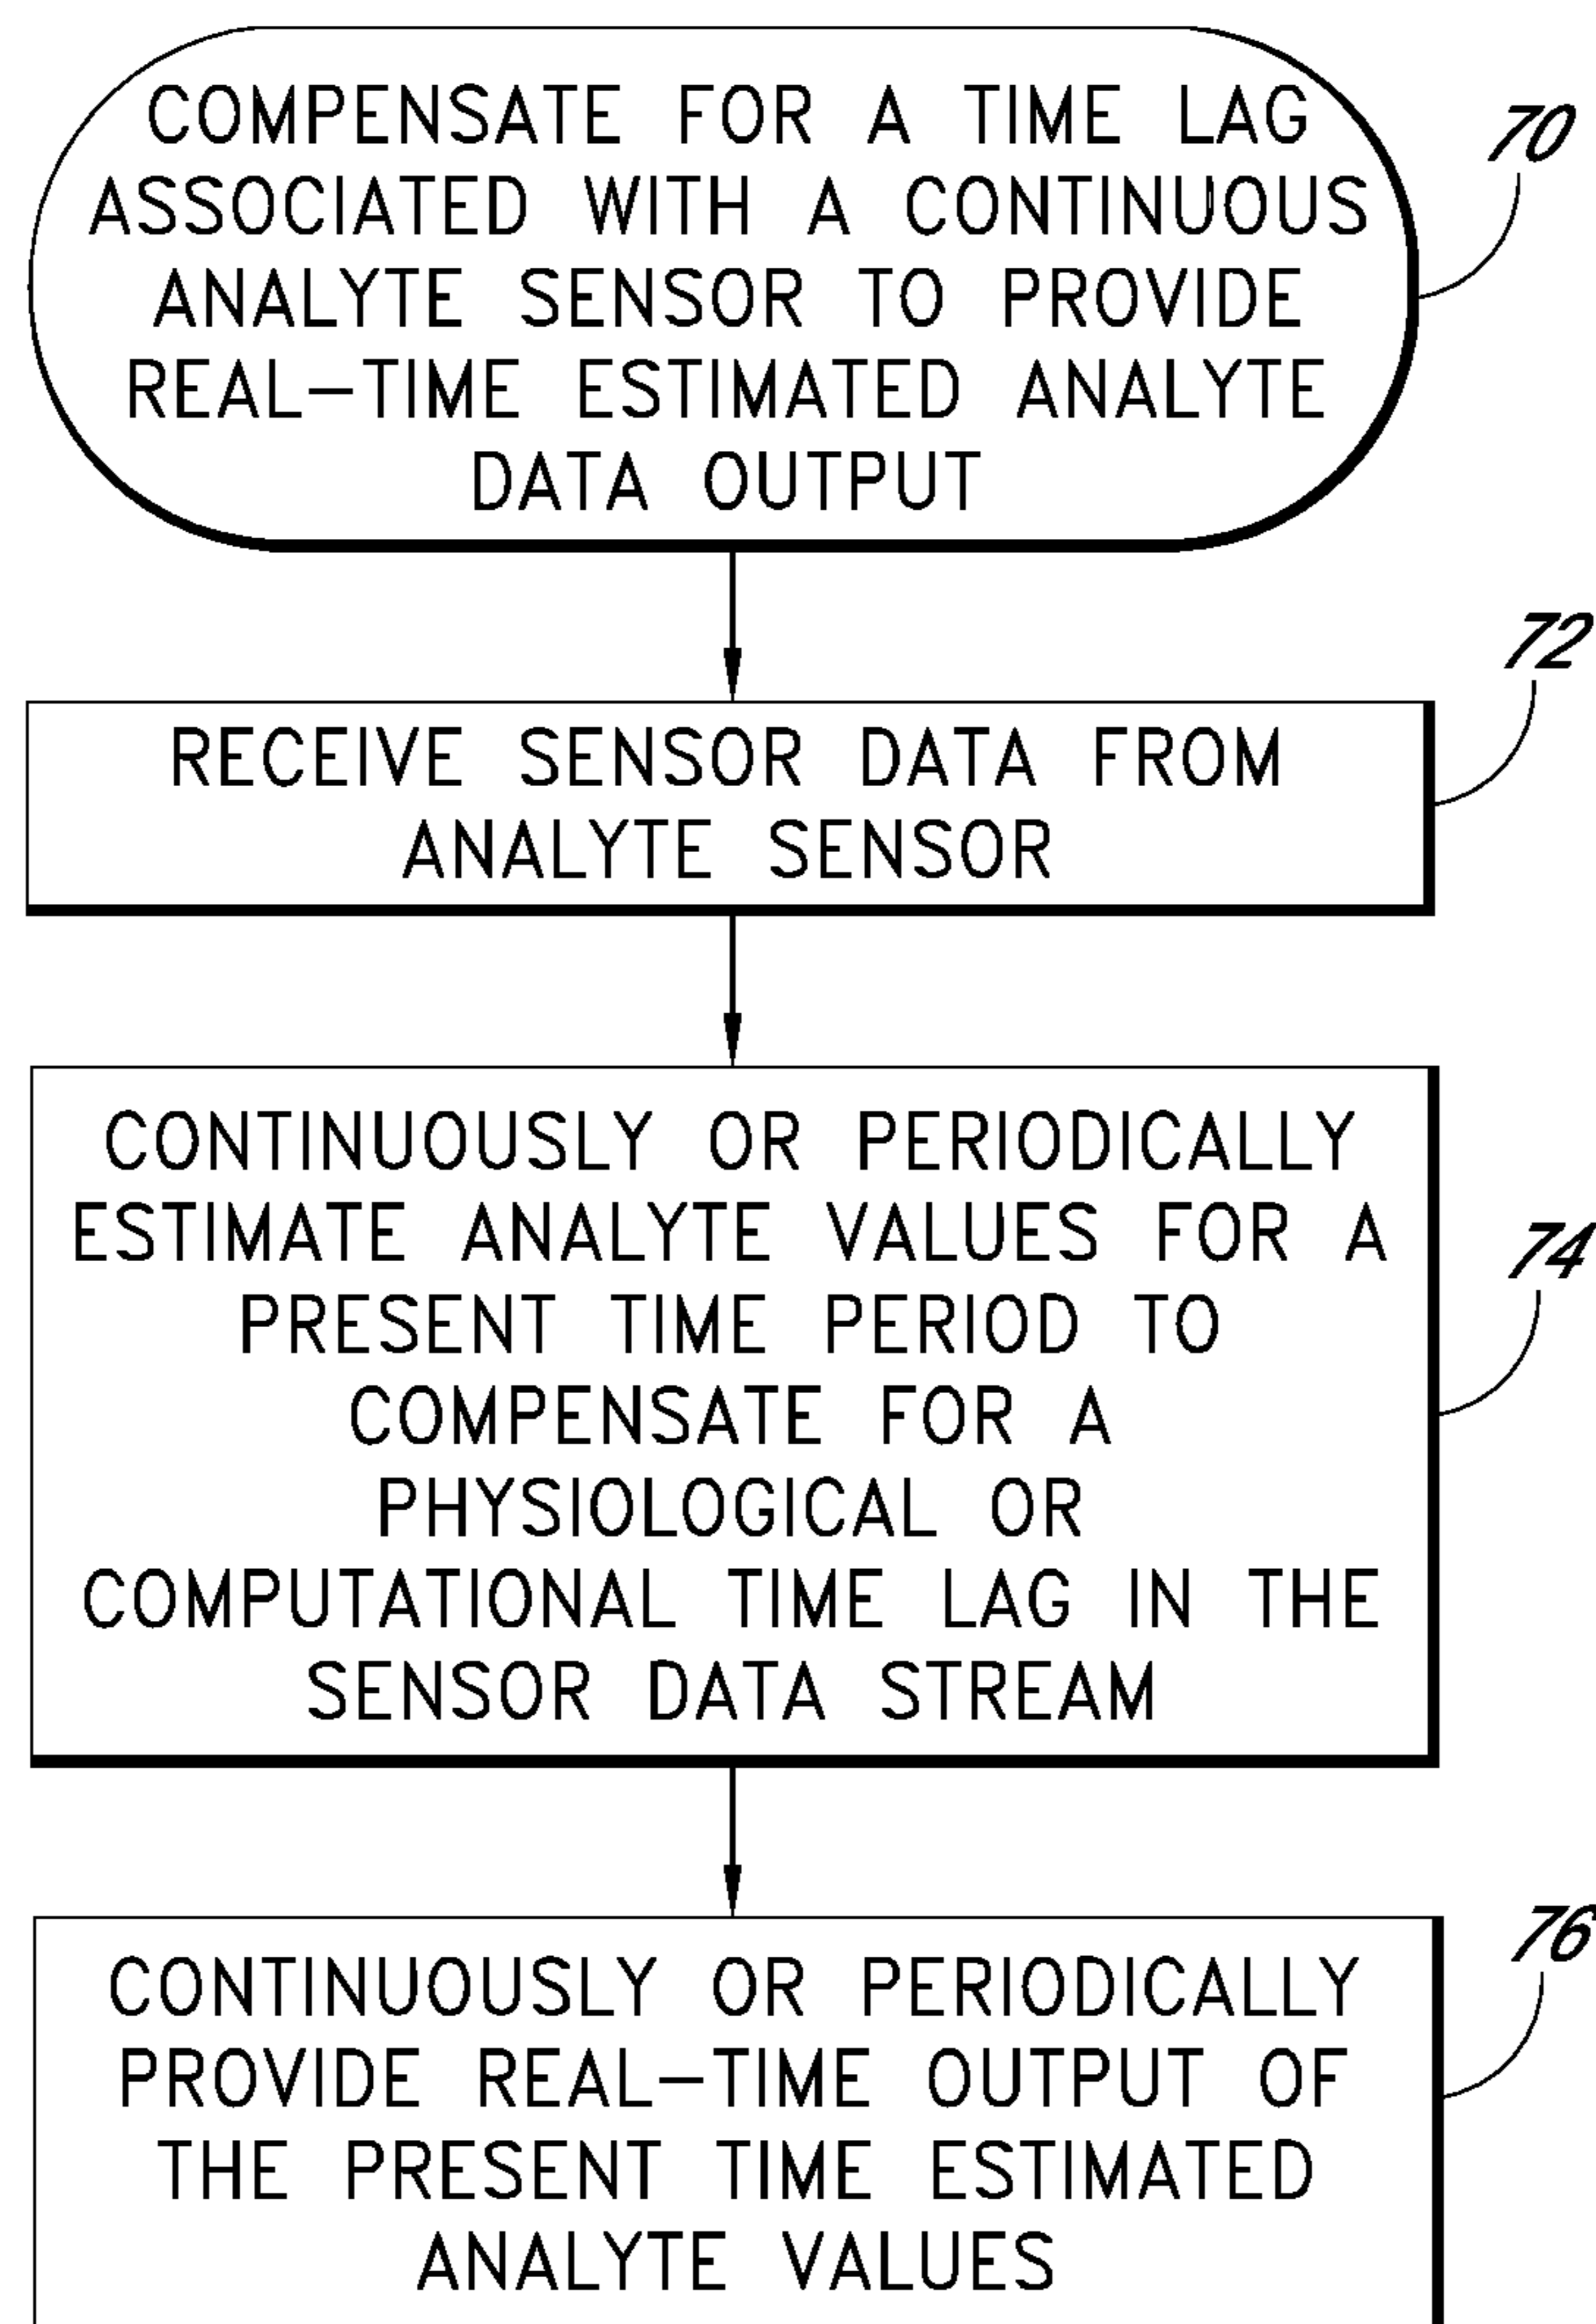 COMPENSATE FOR A TIME LAG
ASSOCIATED WITH A CONTINUOUS
ANALYTE SENSOR TO PROVIDE
REAL-TIME ESTIMATED ANALYTE
DATA OUTPUT
70
72
RECEIVE SENSOR DATA FROM
ANALYTE SENSOR
CONTINUOUSLY OR PERIODICALLY
ESTIMATE ANALYTE VALUES FOR A
PRESENT TIME PERIOD TO
COMPENSATE FOR A
PHYSIOLOGICAL OR
COMPUTATIONAL TIME LAG IN THE
SENSOR DATA STREAM
74
76
CONTINUOUSLY OR PERIODICALLY
PROVIDE REAL-TIME OUTPUT OF
THE PRESENT TIME ESTIMATED
ANALYTE VALUES